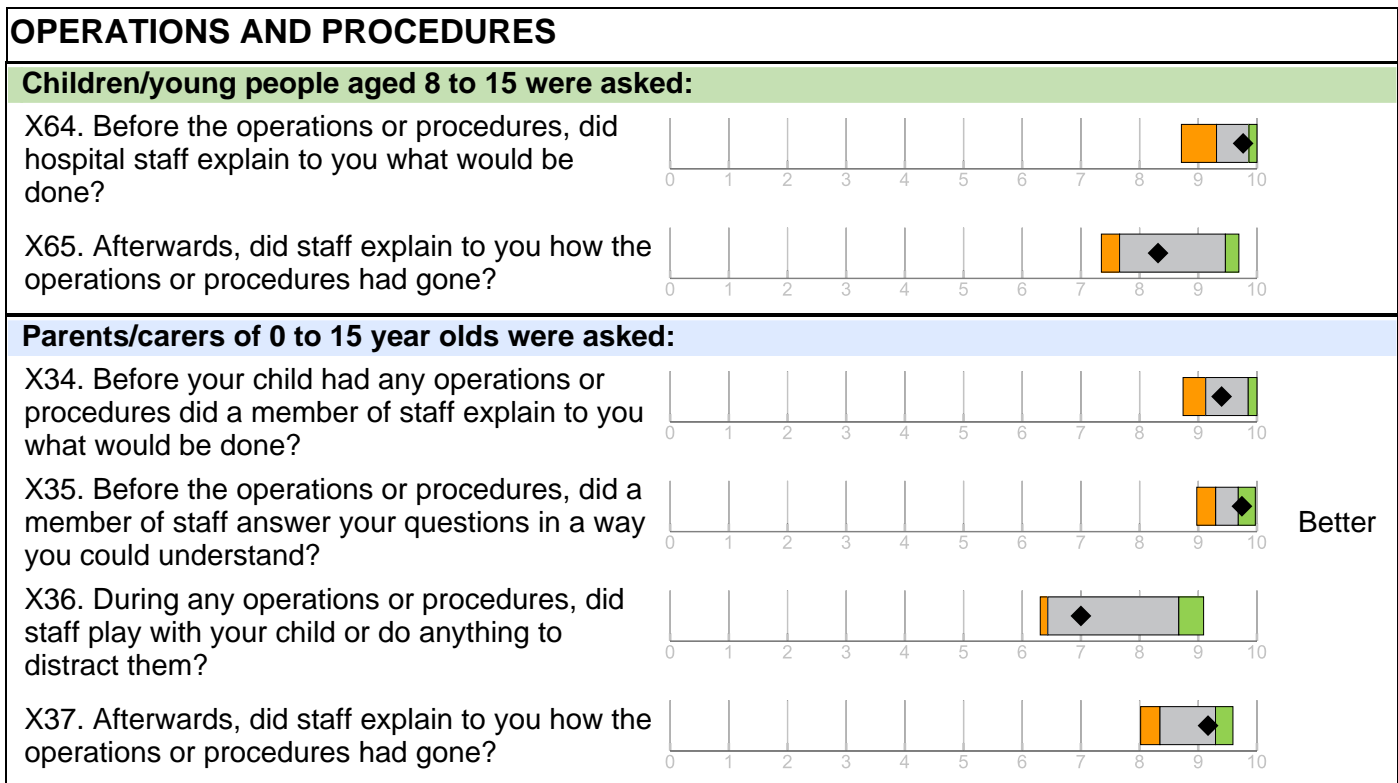 OPERATIONS AND PROCEDURES
Children/young people aged 8 to 15 were asked:
X64. Before the operations or procedures, did
hospital staff explain to you what would be
done?
0 1 2 3 4 5 6 7 8 9 10
X65. Afterwards, did staff explain to you how the
operations or procedures had gone?
0 1 2 3 4 5 6 7 8 9 10
Parents/carers of 0 to 15 year olds were asked:
X34. Before your child had any operations or
procedures did a member of staff explain to you
what would be done?
0 1 2 3 4 5 6 7 8 9 10
X35. Before the operations or procedures, did a
member of staff answer your questions in a way
you could understand?
0 1 2 3 4 5 6 7 8 9 10
Better
X36. During any operations or procedures, did
staff play with your child or do anything to
distract them?
0 1 2 3 4 5 6 7 8 9 10
X37. Afterwards, did staff explain to you how the
operations or procedures had gone?
0 1 2 3 4 5 6 7 8 9 10